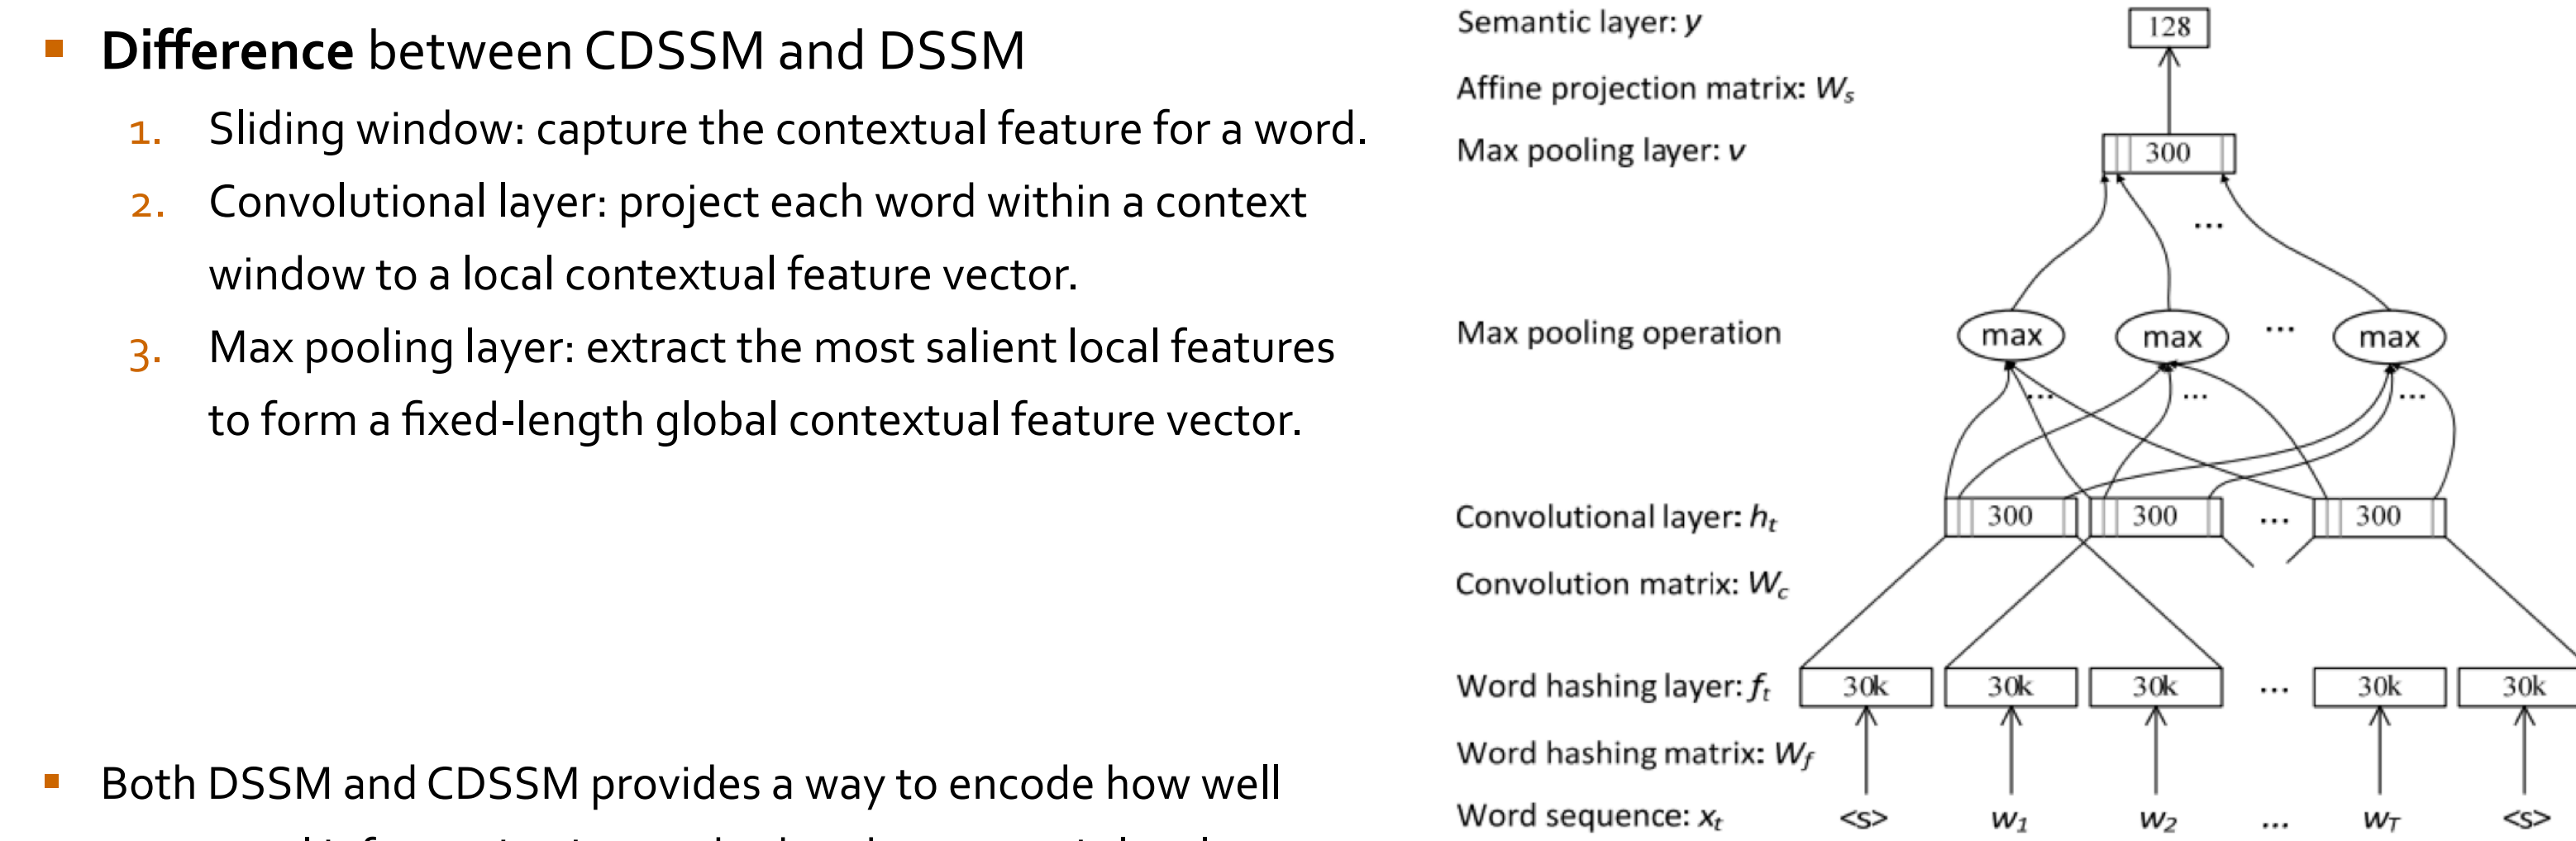 Difference between CDSSM and DSSM
1. Sliding window: capture the contextual feature for a word.
2. Convolutional layer: project each word within a context
window to a local contextual feature vector.
3. Max pooling layer: extract the most salient local features
to form a fixed-length global contextual feature vector.
Both DSSM and CDSSM provides a way to encode how well
Semantic layer: y
128
Affine projection matrix: Ws
Max pooling layer: v
300
...
Max pooling operation
max max ... max
... ... ...
Convolutional layer: ht
300 300 ... 300
Convolution matrix: Wc
Word hashing layer: ft
30k 30k 30k ... 30k 30k
Word hashing matrix: Wf
Word sequence: xt
<s> w1 w2 ... wT <s>